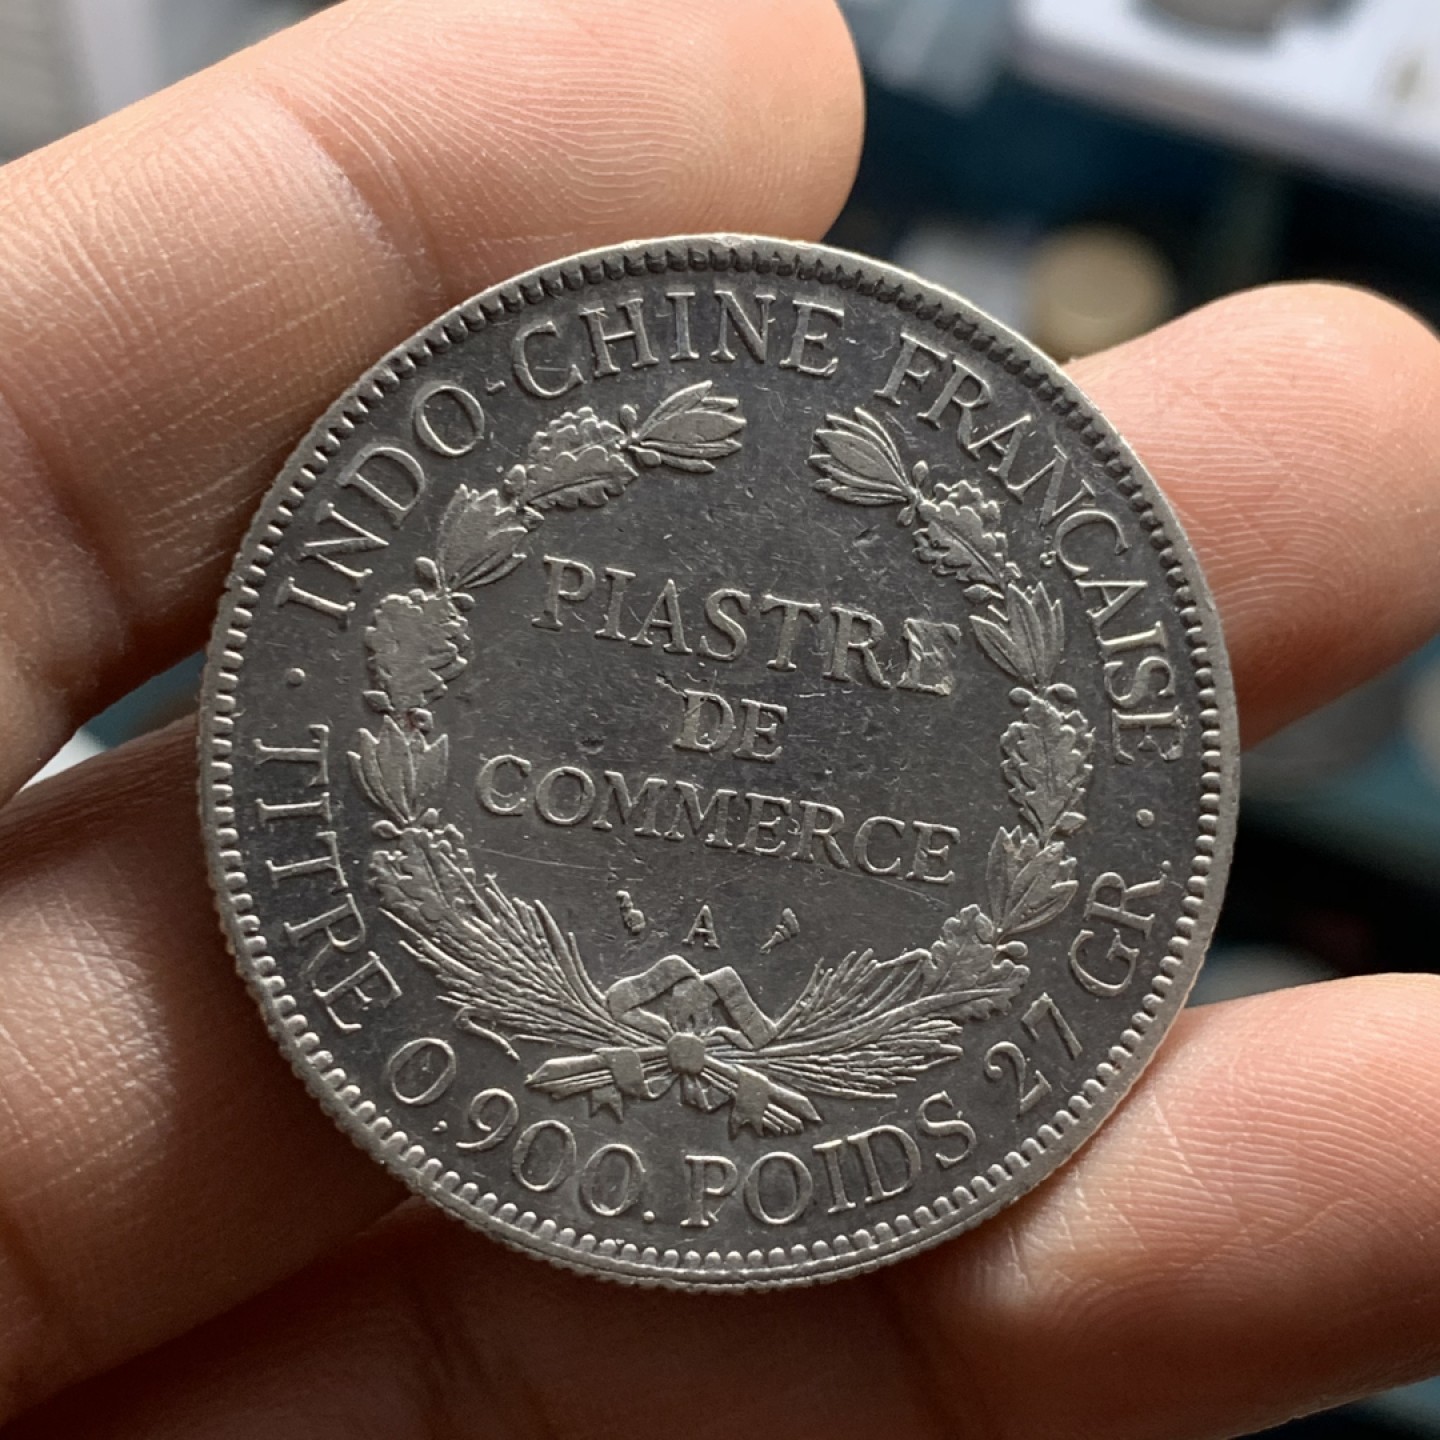 INDO-CHINE FRANÇAISE
PIASTRE
DE
COMMERCE
A
· TITRE 0,900. POIDS 27 GR. ·